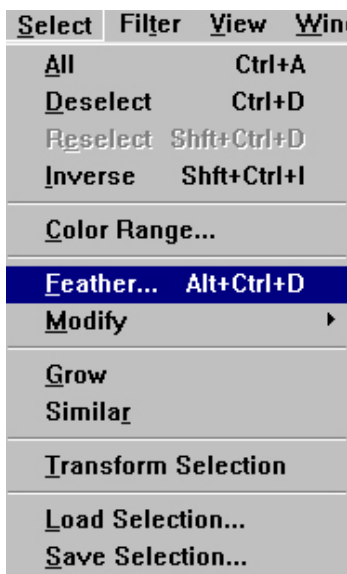 Select Filter View Win
All Ctrl+A
Deselect Ctrl+D
Reselect Shft+Ctrl+D
Inverse Shft+Ctrl+I
Color Range...
Feather... Alt+Ctrl+D
Modify
Grow
Similar
Transform Selection
Load Selection...
Save Selection...